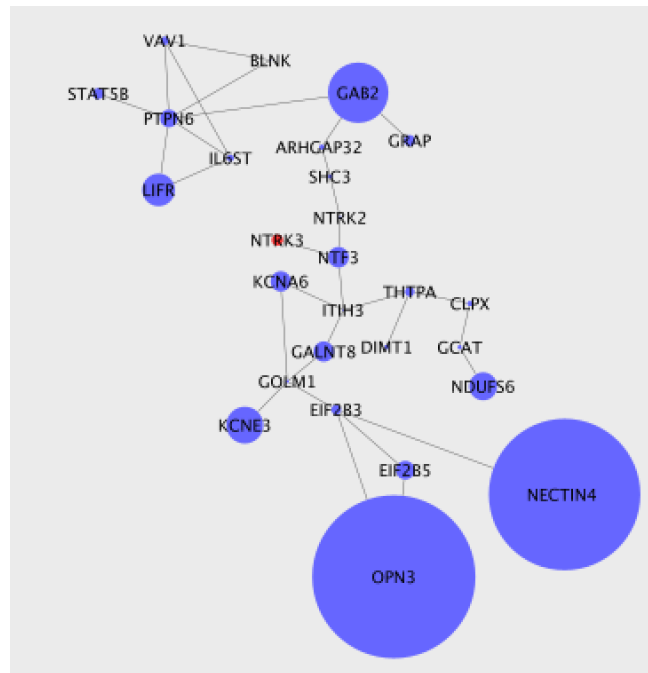 VAV1
BLNK
STAT5B
GAB2
PTPN6
GRAP
ARHGAP32
IL6ST
SHC3
LIFR
NTRK2
NTRK3
NTF3
KCNA6
THTPA
CLPX
ITIH3
GALNT8
DIMT1
GCAT
GOLM1
NDUFS6
EIF2B3
KCNE3
EIF2B5
NECTIN4
OPN3